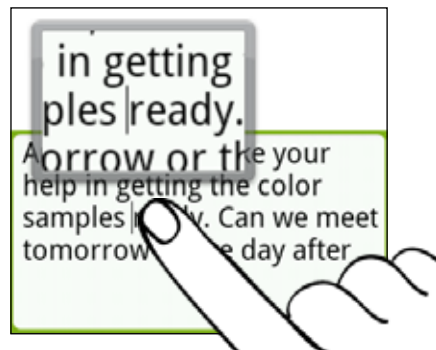 in getting
ples ready.
orrow or th
A ke your
help in getting the color
samples r y. Can we meet
tomorrow e day after